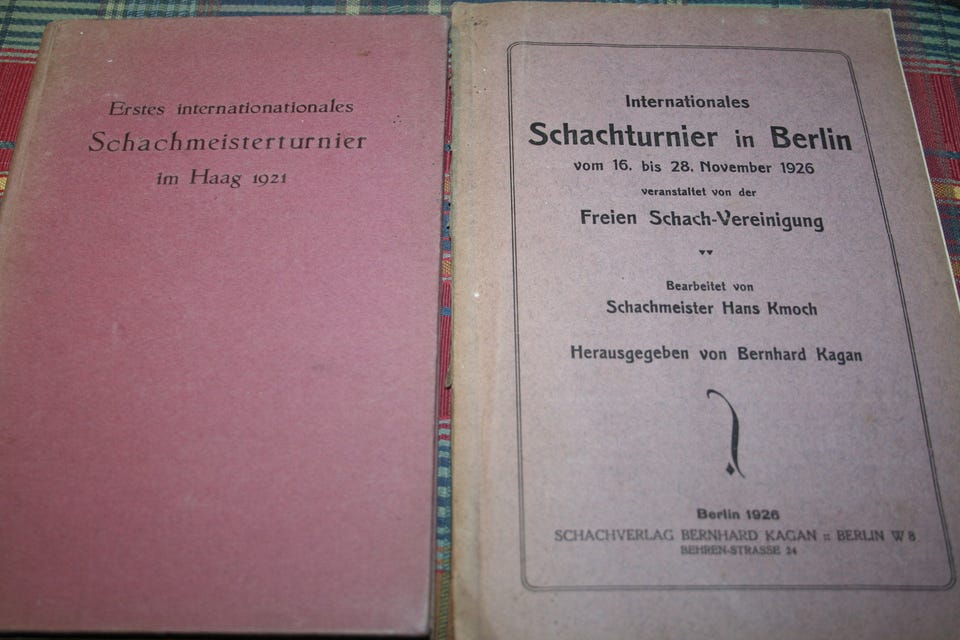 Erstes internationationales
Schachmeisterturnier
im Haag 1921
Internationales
Schachturnier in Berlin
vom 16. bis 28. November 1926
veranstaltet von der
Freien Schach-Vereinigung
Bearbeitet von
Schachmeister Hans Kmoch
Herausgegeben von Bernhard Kagan
Berlin 1926
SCHACHVERLAG BERNHARD KAGAN :: BERLIN W 8
BEHREN-STRASSE 24